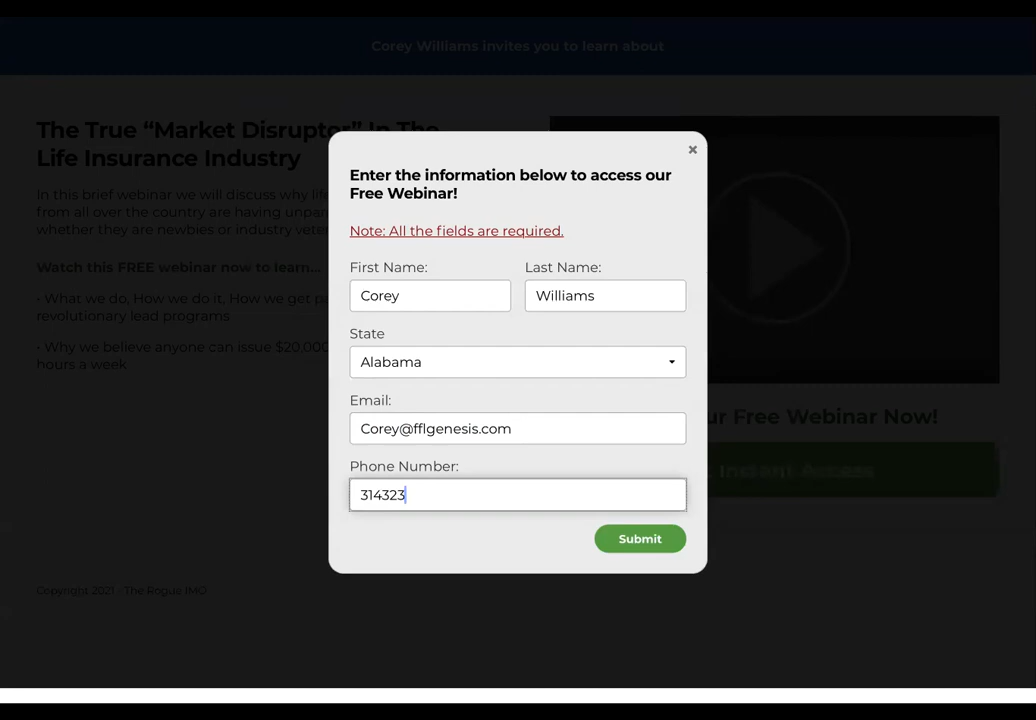 Corey Williams invites you to learn about
The True “Market Disruptor” In The
Life Insurance Industry
In this brief webinar we will discuss why life
from all over the country are having
whether they are newbies or industry
Watch this FREE webinar now to learn...
• What we do, How we do it, How we get
revolutionary lead programs
• Why we believe anyone can issue $20,000
hours a week
×
Enter the information below to access our
Free Webinar!
Note: All the fields are required.
First Name: Last Name:
Corey Williams
State
Alabama
Email:
Corey@fflgenesis.com
Phone Number:
314323
Submit
Free Webinar Now!
Instant Access
Copyright 2021 - The Rogue IMO